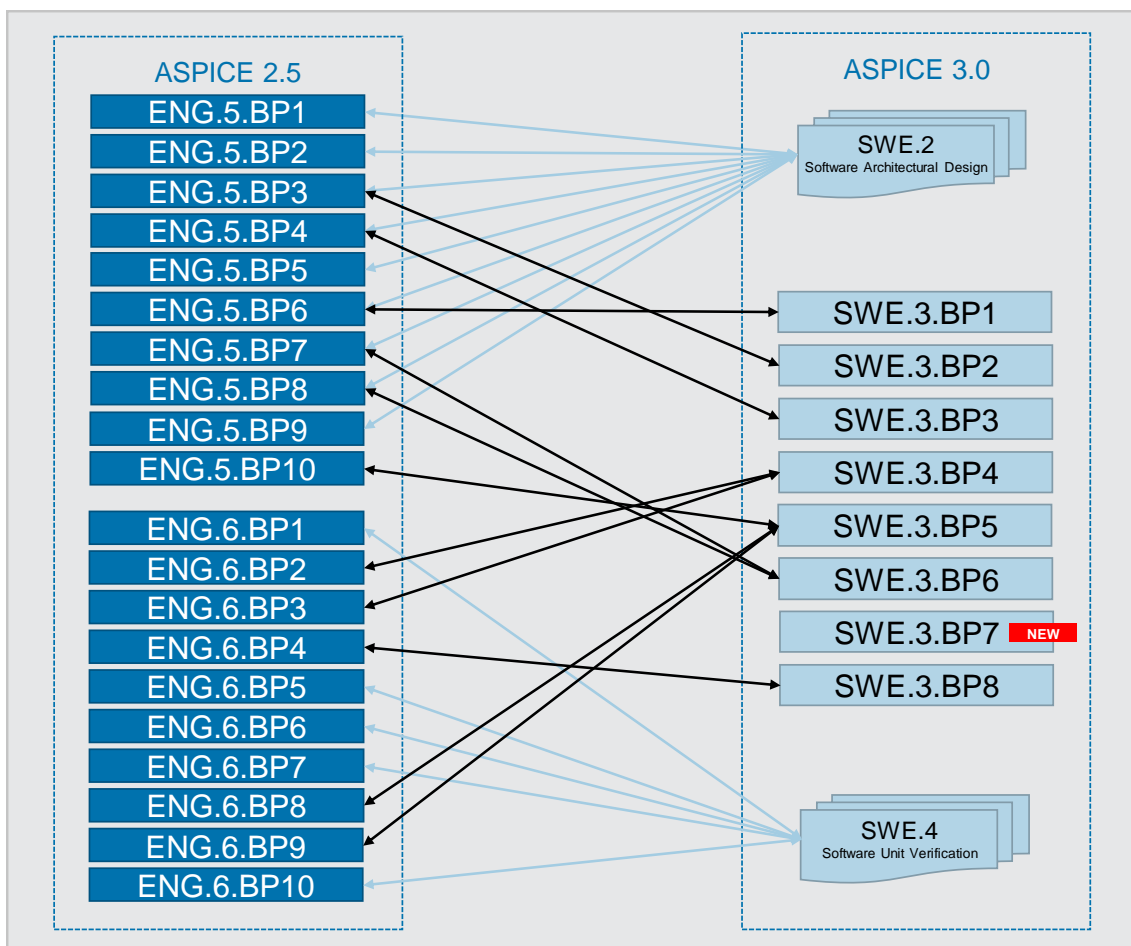 ASPICE 2.5
ENG.5.BP1
ENG.5.BP2
ENG.5.BP3
ENG.5.BP4
ENG.5.BP5
ENG.5.BP6
ENG.5.BP7
ENG.5.BP8
ENG.5.BP9
ENG.5.BP10
ENG.6.BP1
ENG.6.BP2
ENG.6.BP3
ENG.6.BP4
ENG.6.BP5
ENG.6.BP6
ENG.6.BP7
ENG.6.BP8
ENG.6.BP9
ENG.6.BP10
ASPICE 3.0
SWE.2
Software Architectural Design
SWE.3.BP1
SWE.3.BP2
SWE.3.BP3
SWE.3.BP4
SWE.3.BP5
SWE.3.BP6
SWE.3.BP7 NEW
SWE.3.BP8
SWE.4
Software Unit Verification